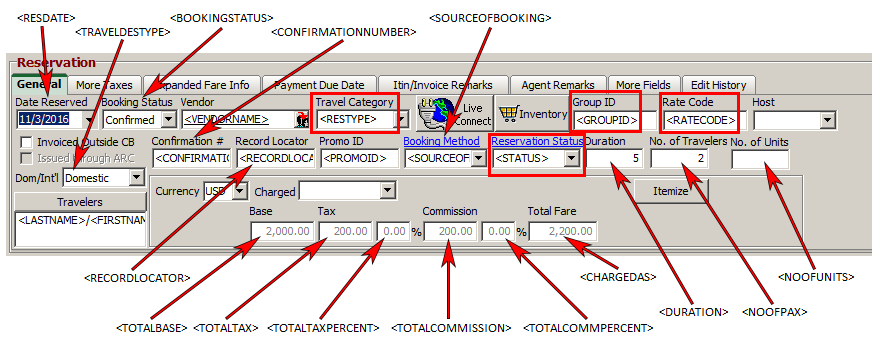 <RESDATE> <BOOKINGSTATUS> <SOURCEOFBOOKING>
<TRAVELDESTYPE> <CONFIRMATIONNUMBER>
Reservation
General More Taxes Expanded Fare Info Payment Due Date Itin/Invoice Remarks Agent Remarks More Fields Edit History
Date Reserved Booking Status Vendor Travel Category Live Connect Inventory Group ID Rate Code Host
11/3/2016 Confirmed <VENDORNAME> <RESTYPE> <GROUPID> <RATECODE>
Invoiced Outside CB Confirmation # Record Locator Promo ID Booking Method Reservation Status Duration No. of Travelers No. of Units
Issued through ARC <CONFIRMATIO <RECORDLOCA <PROMOID> <SOURCEOF <STATUS> 5 2
Dom/Int'l Domestic
Currency USD Charged Itemize
Travelers
<LASTNAME>/<FIRSTNAM
Base Tax Commission Total Fare
2,000.00 200.00 0.00 % 200.00 0.00 % 2,200.00
<RECORDLOCATOR> <CHARGEDAS> <NOOFUNITS>
<DURATION> <NOOFPAX>
<TOTALBASE> <TOTALTAX> <TOTALTAXPERCENT> <TOTALCOMMISSION> <TOTALCOMMPERCENT>